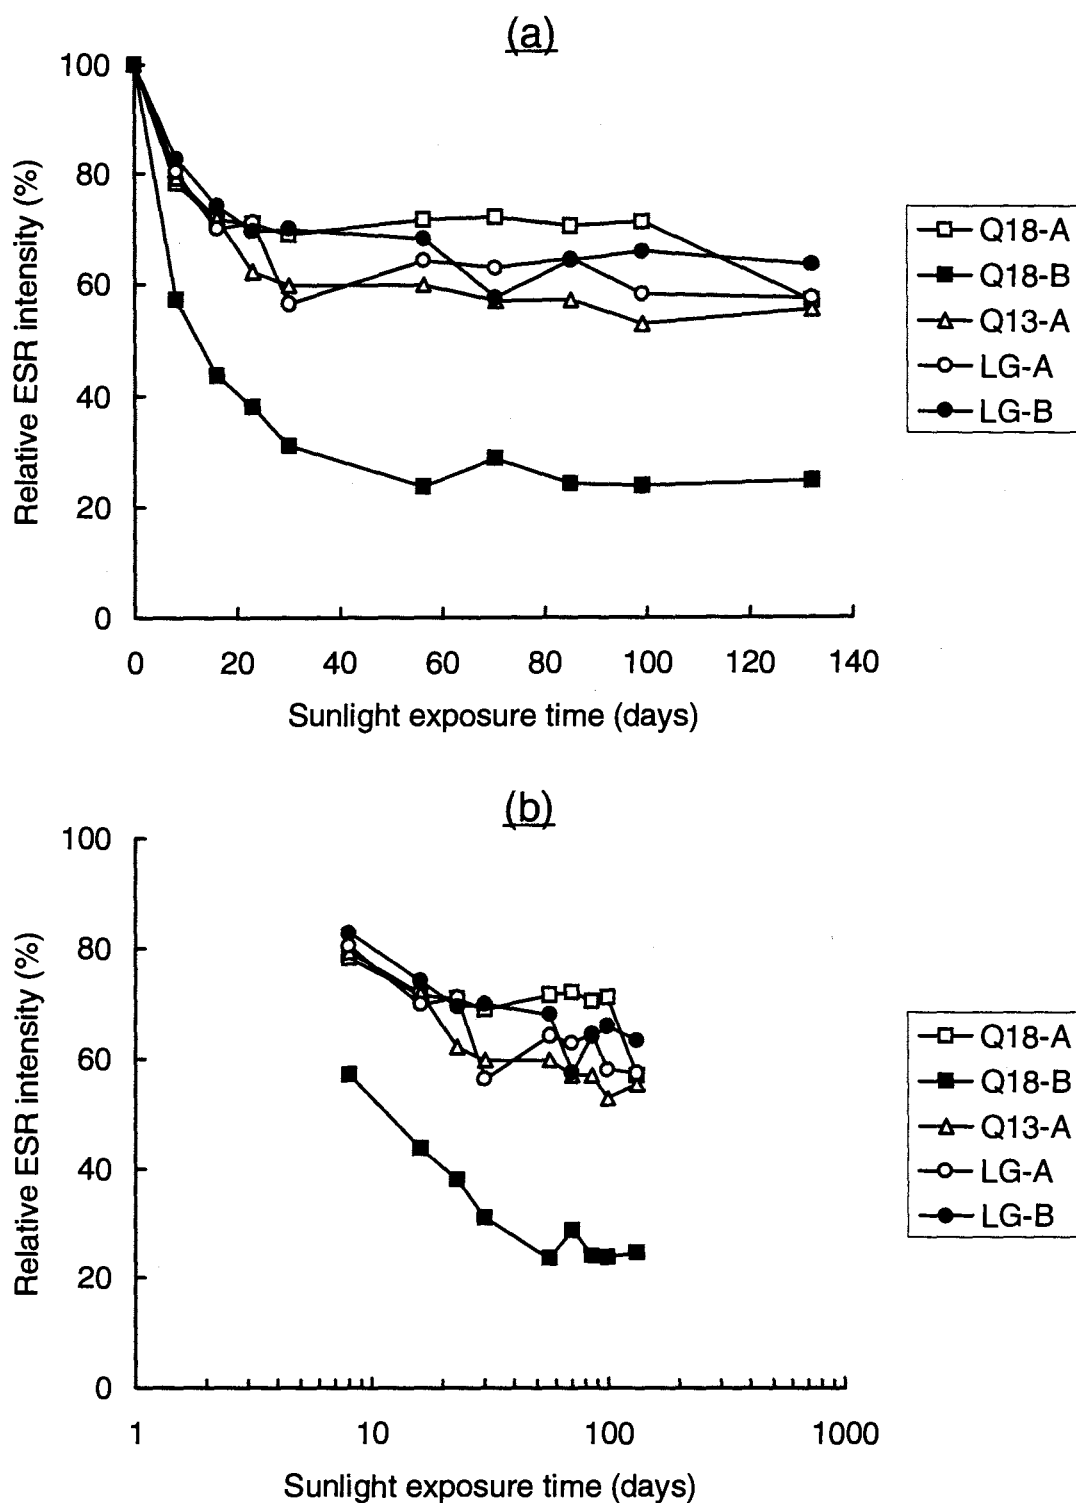 (a)
100
80
60
40
20
0
Relative ESR intensity (%)
0 20 40 60 80 100 120 140
Sunlight exposure time (days)
Q18-A
Q18-B
Q13-A
LG-A
LG-B
(b)
100
80
60
40
20
0
Relative ESR intensity (%)
1 10 100 1000
Sunlight exposure time (days)
Q18-A
Q18-B
Q13-A
LG-A
LG-B